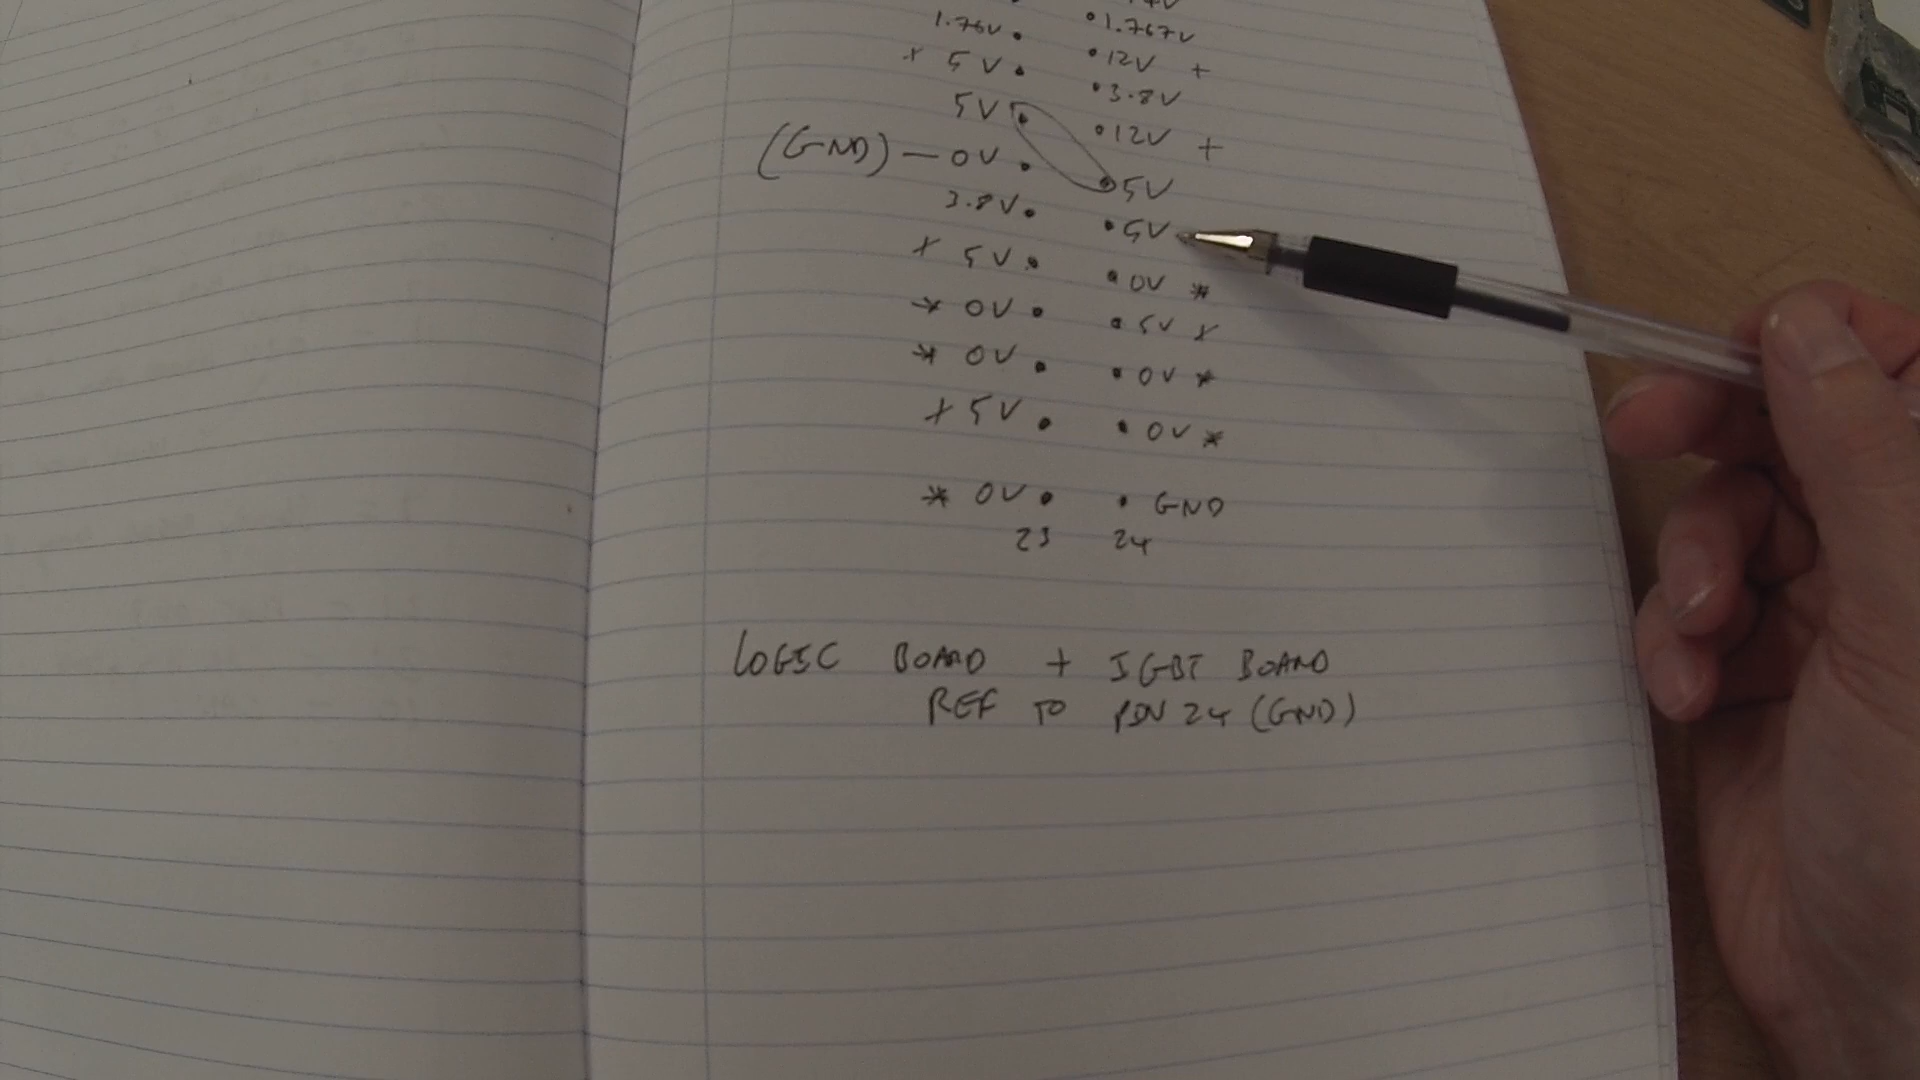 1.76V • •1.767V
+ 5V • •12V +
5V • •3.8V
(GND) — 0V • •12V +
3.8V • •5V
+ 5V • •5V
* 0V • •0V *
* 0V • •5V +
+ 5V • •0V *
•0V *
* 0V • • GND
23 24
LOGIC BOARD + IGBT BOARD
REF TO PIN 24 (GND)